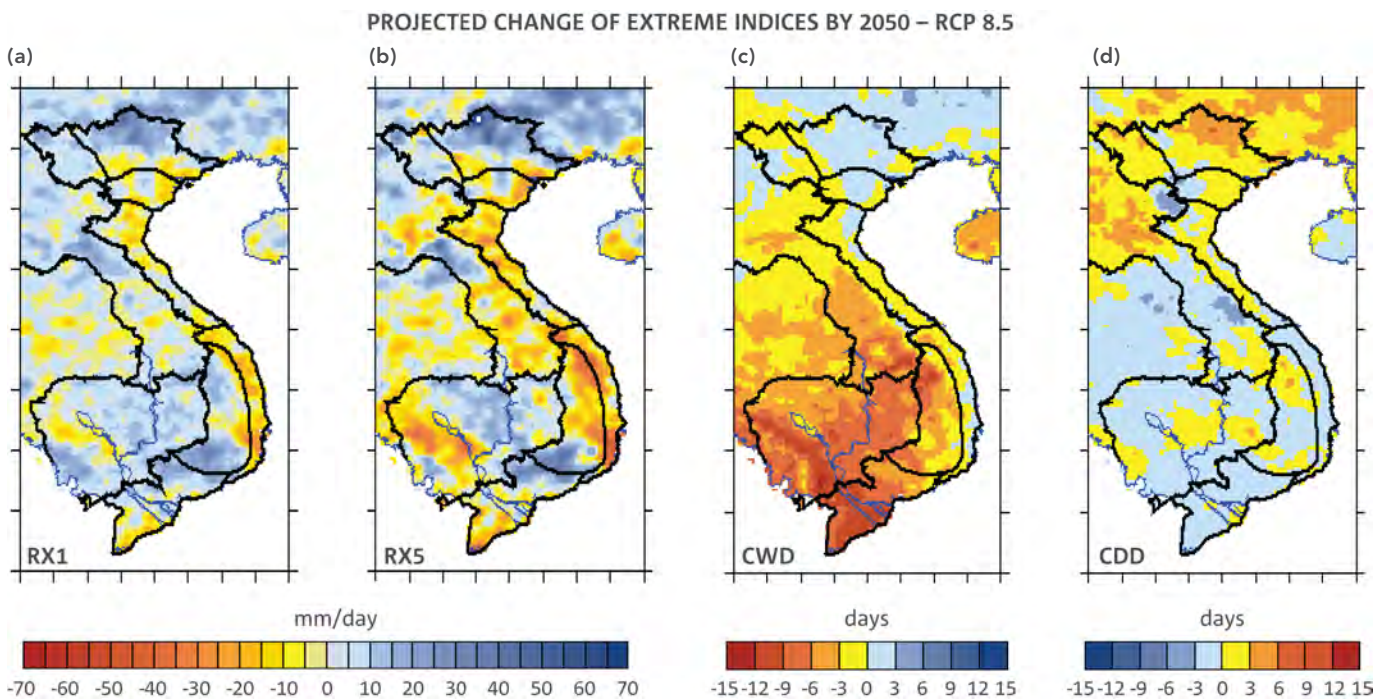 PROJECTED CHANGE OF EXTREME INDICES BY 2050 – RCP 8.5
(a) (b) (c) (d)
RX1 RX5 CWD CDD
mm/day days days
-70 -60 -50 -40 -30 -20 -10 0 10 20 30 40 50 60 70 -15 -12 -9 -6 -3 0 3 6 9 12 15 -15 -12 -9 -6 -3 0 3 6 9 12 15